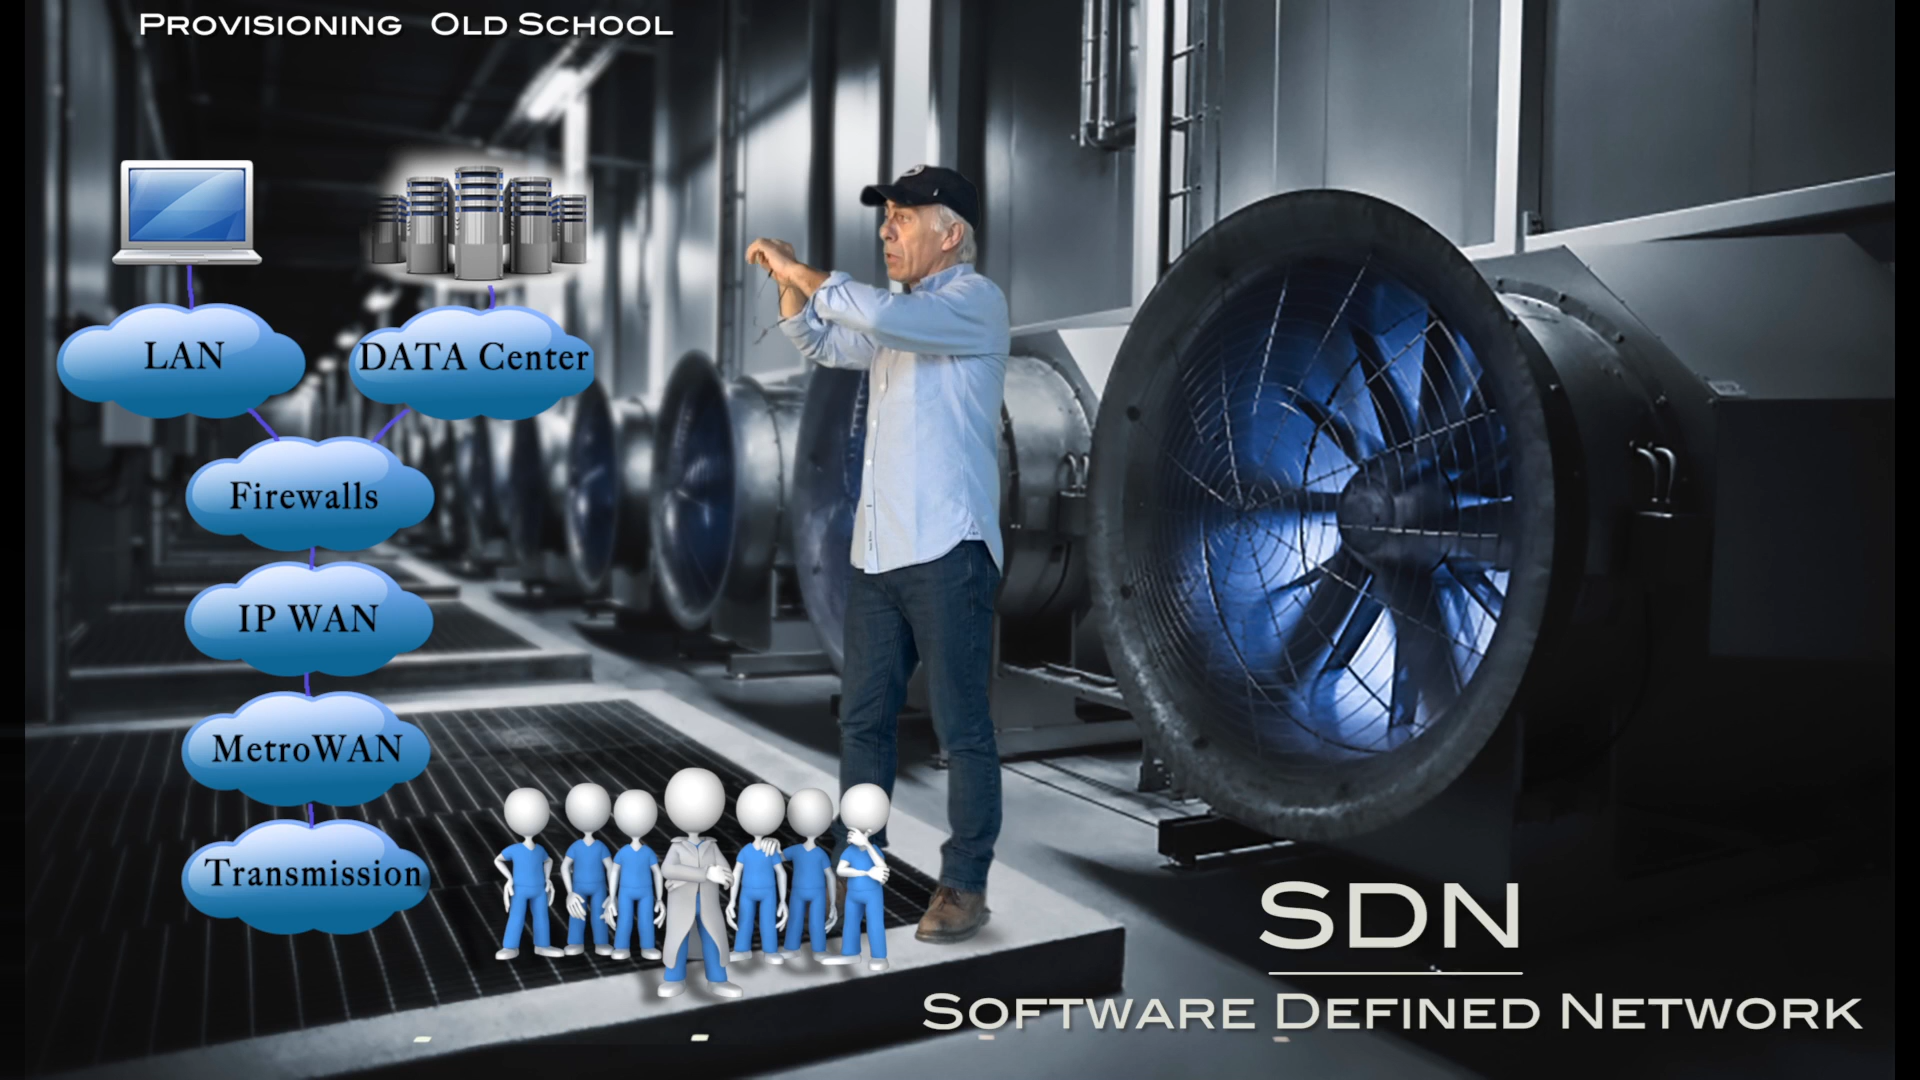 Provisioning Old School
LAN
DATA Center
Firewalls
IP WAN
MetroWAN
Transmission
SDN
Software Defined Network